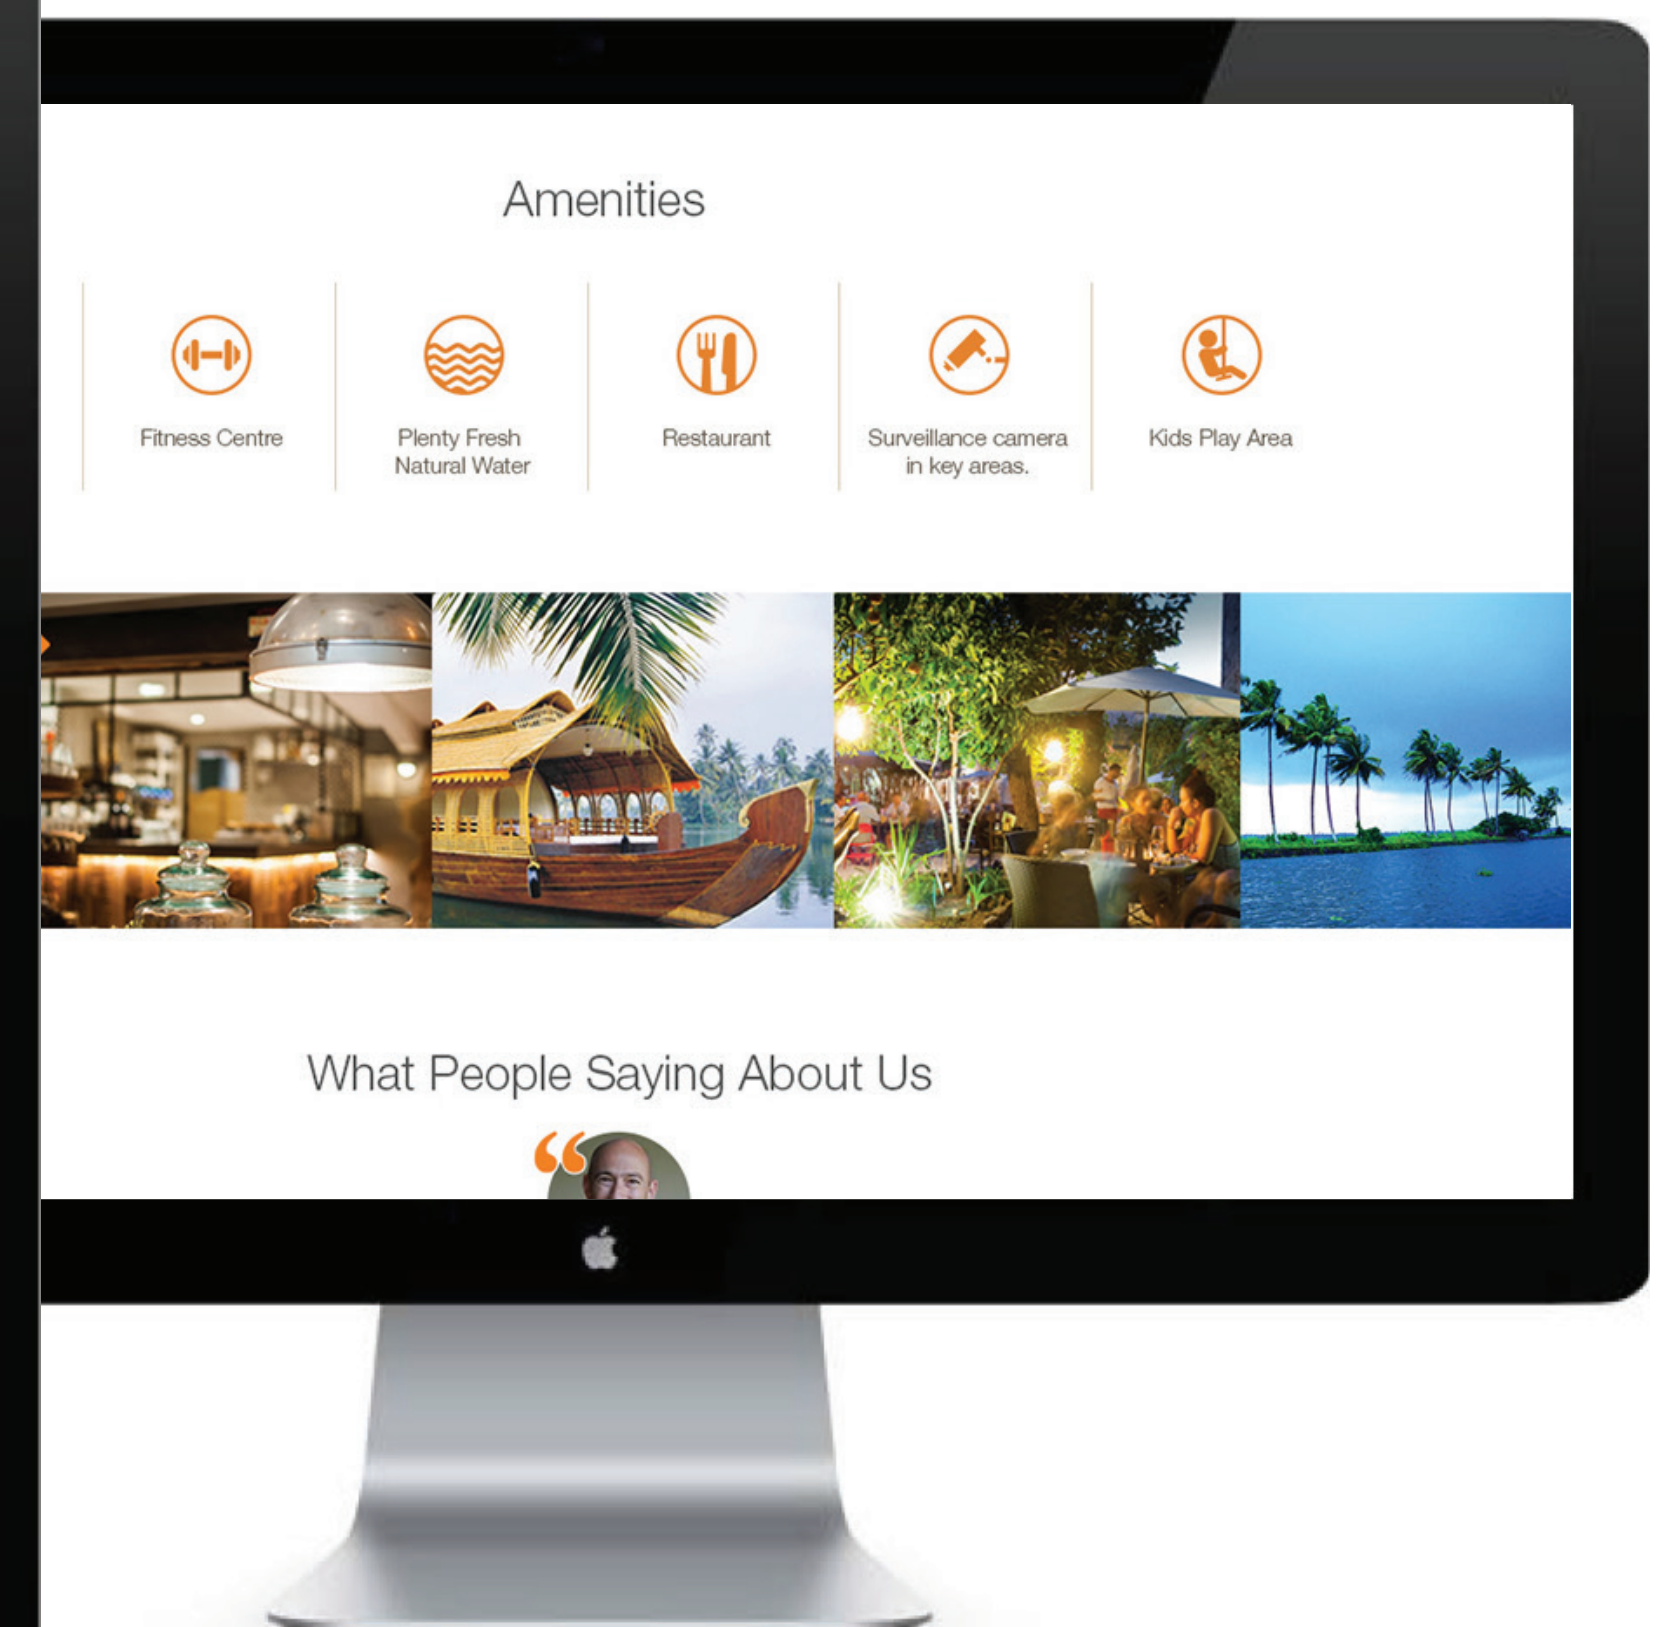 Amenities
Fitness Centre
Plenty Fresh
Natural Water
Restaurant
Surveillance camera
in key areas.
Kids Play Area
What People Saying About Us